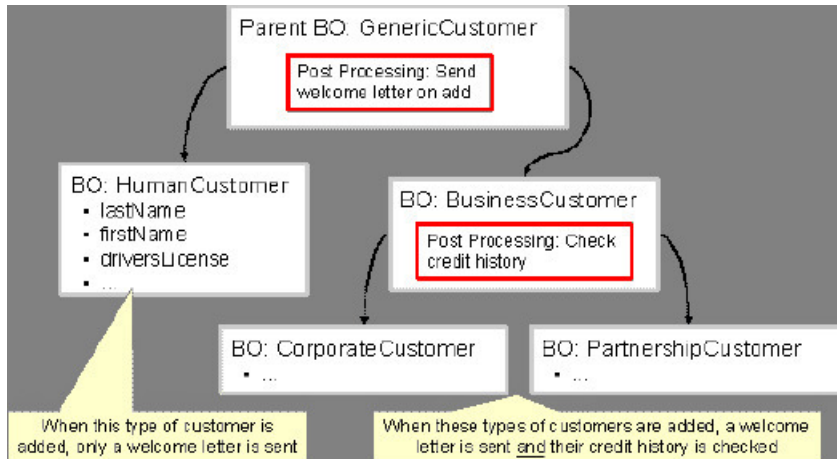 Parent BO: GenericCustomer
Post Processing: Send
welcome letter on add
BO: HumanCustomer
▪ lastName
▪ firstName
▪ driversLicense
▪ ...
BO: BusinessCustomer
Post Processing: Check
credit history
BO: CorporateCustomer
▪ ...
BO: PartnershipCustomer
▪ ...
When this type of customer is
added, only a welcome letter is sent
When these types of customers are added, a welcome
letter is sent and their credit history is checked